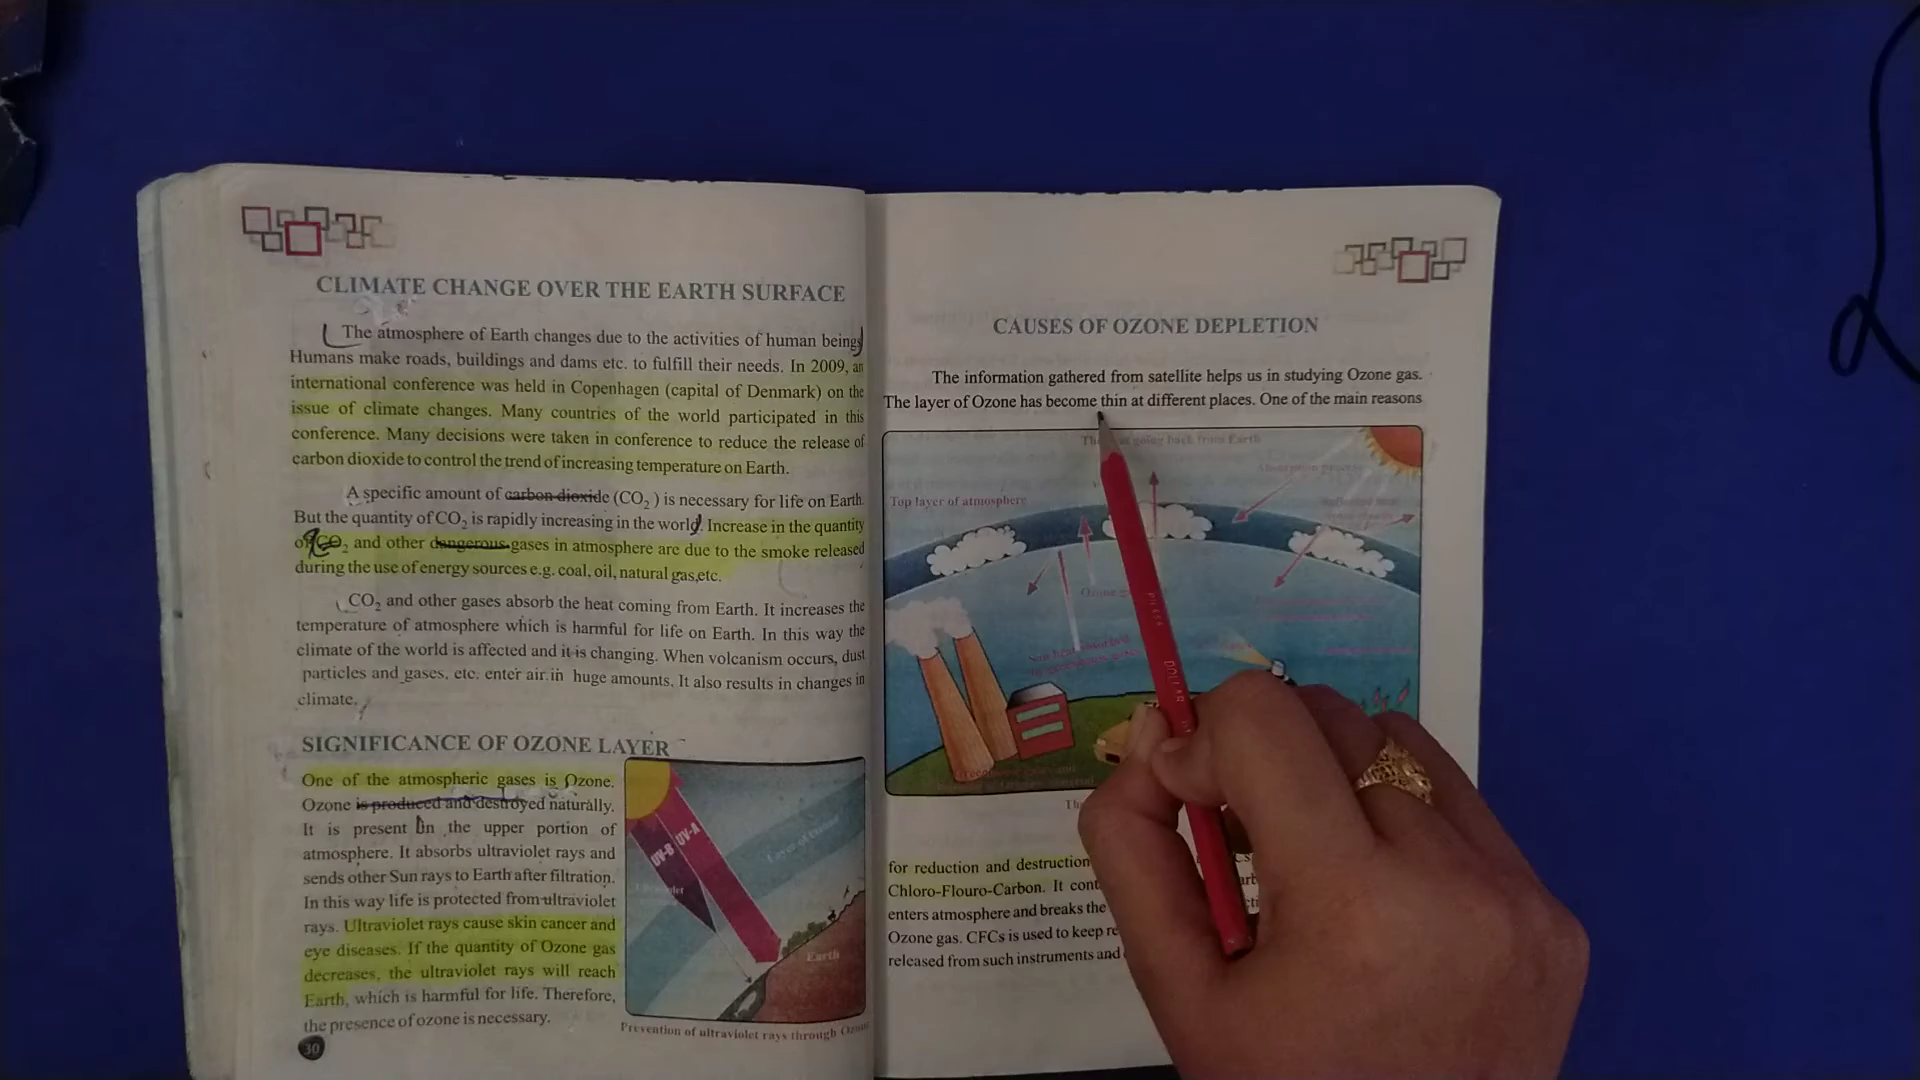 CLIMATE CHANGE OVER THE EARTH SURFACE
The atmosphere of Earth changes due to the activities of human beings
Humans make roads, buildings and dams etc. to fulfill their needs. In 2009, an
international conference was held in Copenhagen (capital of Denmark) on the
issue of climate changes. Many countries of the world participated in this
conference. Many decisions were taken in conference to reduce the release of
carbon dioxide to control the trend of increasing temperature on Earth.
A specific amount of carbon dioxide (CO₂) is necessary for life on Earth.
But the quantity of CO₂ is rapidly increasing in the world. Increase in the quantity
of CO₂ and other dangerous gases in atmosphere are due to the smoke released
during the use of energy sources e.g. coal, oil, natural gas,etc.
CO₂ and other gases absorb the heat coming from Earth. It increases the
temperature of atmosphere which is harmful for life on Earth. In this way the
climate of the world is affected and it is changing. When volcanism occurs, dust
particles and gases, etc. enter air in huge amounts. It also results in changes in
climate.
SIGNIFICANCE OF OZONE LAYER
One of the atmospheric gases is Ozone.
Ozone is produced and destroyed naturally.
It is present in the upper portion of
atmosphere. It absorbs ultraviolet rays and
sends other Sun rays to Earth after filtration.
In this way life is protected from ultraviolet
rays. Ultraviolet rays cause skin cancer and
eye diseases. If the quantity of Ozone gas
decreases, the ultraviolet rays will reach
Earth, which is harmful for life. Therefore,
the presence of ozone is necessary.
UV-B
UV-A
Layer of Ozone
Earth
Prevention of ultraviolet rays through Ozone
30
CAUSES OF OZONE DEPLETION
The information gathered from satellite helps us in studying Ozone gas.
The layer of Ozone has become thin at different places. One of the main reasons
going back from Earth
Absorption process
Top layer of atmosphere
Ozone
for reduction and destruction
Chloro-Flouro-Carbon. It
enters atmosphere and breaks the
Ozone gas. CFCs is used to keep
released from such instruments and
DOLLAR